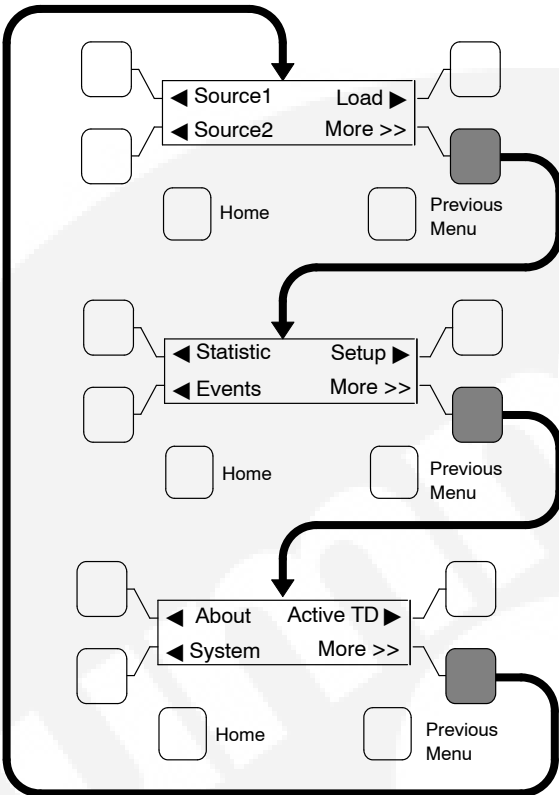 ◀ Source1 Load ▶
◀ Source2 More >>
Home
Previous
Menu
◀ Statistic Setup ▶
◀ Events More >>
Home
Previous
Menu
◀ About Active TD ▶
◀ System More >>
Home
Previous
Menu